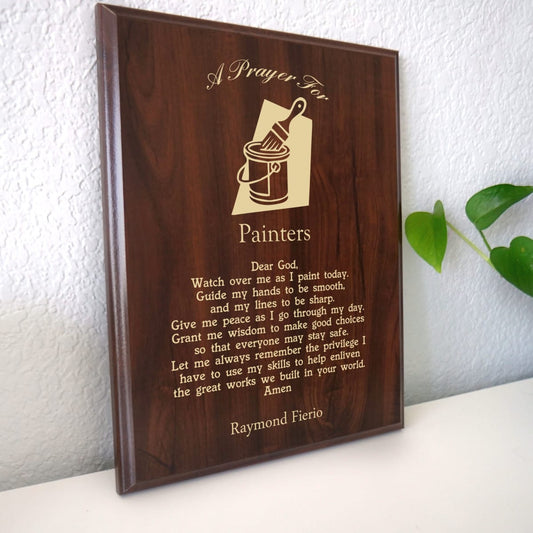 A Prayer For
Painters
Dear God,
Watch over me as I paint today.
Guide my hands to be smooth,
and my lines to be sharp.
Give me peace as I go through my day.
Grant me wisdom to make good choices
so that everyone may stay safe.
Let me always remember the privilege I
have to use my skills to help enliven
the great works we built in your world.
Amen
Raymond Fierio